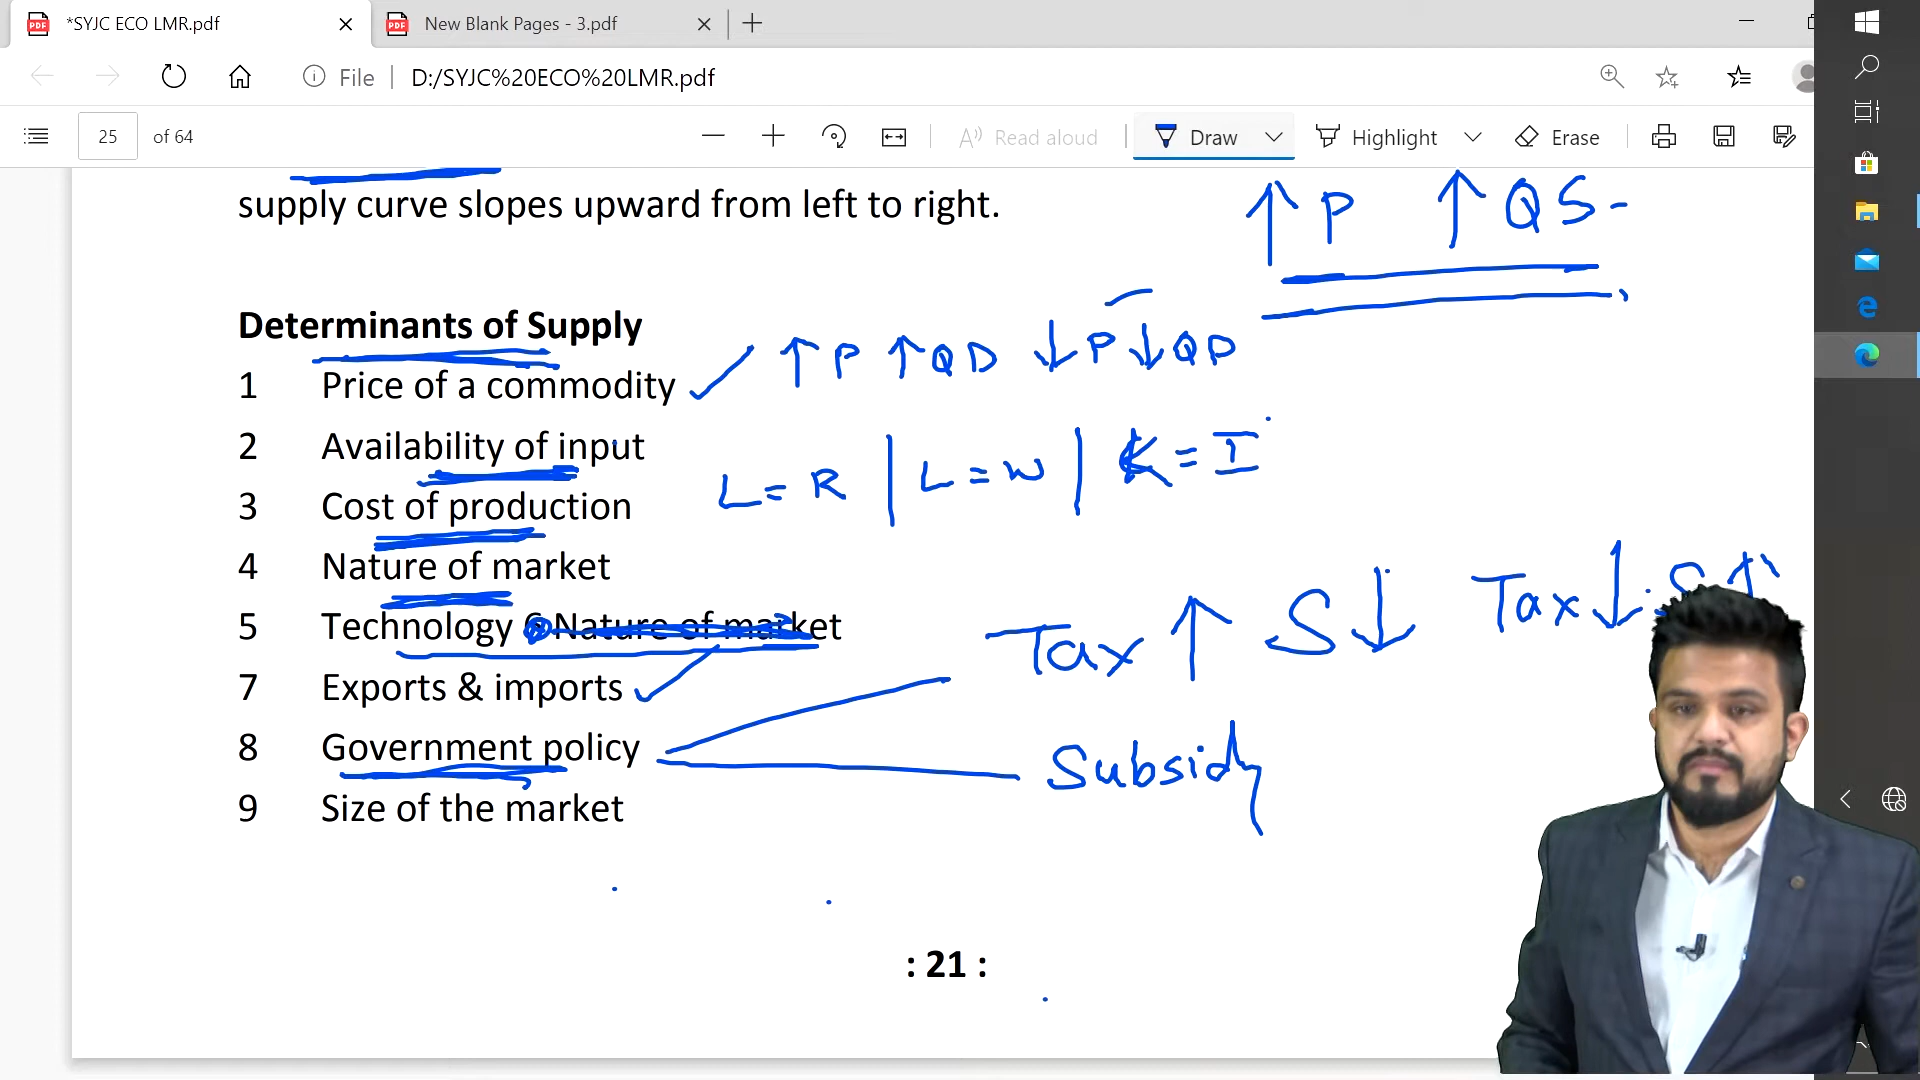 *SYJC ECO LMR.pdf
New Blank Pages - 3.pdf
File
D:/SYJC%20ECO%20LMR.pdf
25 of 64
Read aloud
Draw
Highlight
Erase
supply curve slopes upward from left to right.
↑ P ↑ QS-
Determinants of Supply
1 Price of a commodity
↑ P ↑ QD ↓ P ↓ QD
2 Availability of input
L = R | L = W | K = I
3 Cost of production
4 Nature of market
5 Technology 6 Nature of market
Tax ↑ S ↓ Tax ↓ S ↑
7 Exports & imports
8 Government policy
Subsidy
9 Size of the market
: 21 :